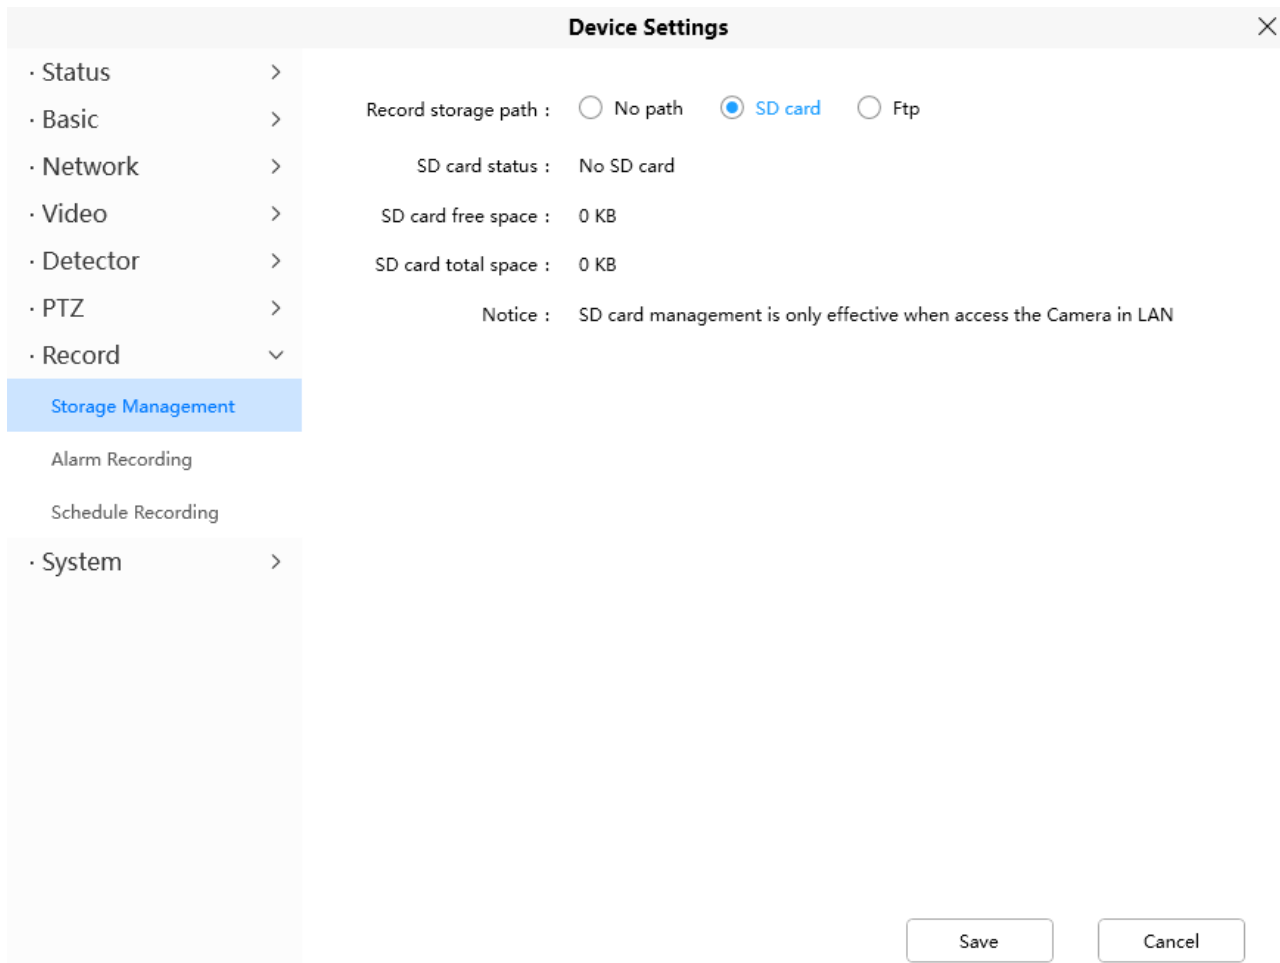 Device Settings
· Status
· Basic
· Network
· Video
· Detector
· PTZ
· Record
Storage Management
Alarm Recording
Schedule Recording
· System
Record storage path : No path SD card Ftp
SD card status : No SD card
SD card free space : 0 KB
SD card total space : 0 KB
Notice : SD card management is only effective when access the Camera in LAN
Save Cancel